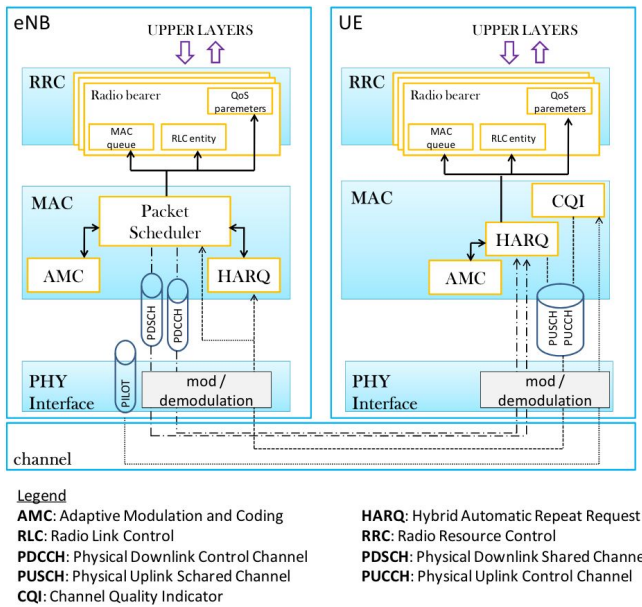 eNB
UPPER LAYERS
RRC
Radio bearer
QoS
paremeters
MAC
queue
RLC entity
MAC
Packet
Scheduler
AMC
HARQ
PDSCH
PDCCH
PILOT
PHY
Interface
mod /
demodulation
UE
UPPER LAYERS
RRC
Radio bearer
QoS
paremeters
MAC
queue
RLC entity
MAC
CQI
HARQ
AMC
PUSCH
PUCCH
PHY
Interface
mod /
demodulation
channel
Legend
AMC: Adaptive Modulation and Coding
RLC: Radio Link Control
PDCCH: Physical Downlink Control Channel
PUSCH: Physical Uplink Schared Channel
CQI: Channel Quality Indicator
HARQ: Hybrid Automatic Repeat Request
RRC: Radio Resource Control
PDSCH: Physical Downlink Shared Channe
PUCCH: Physical Uplink Control Channel